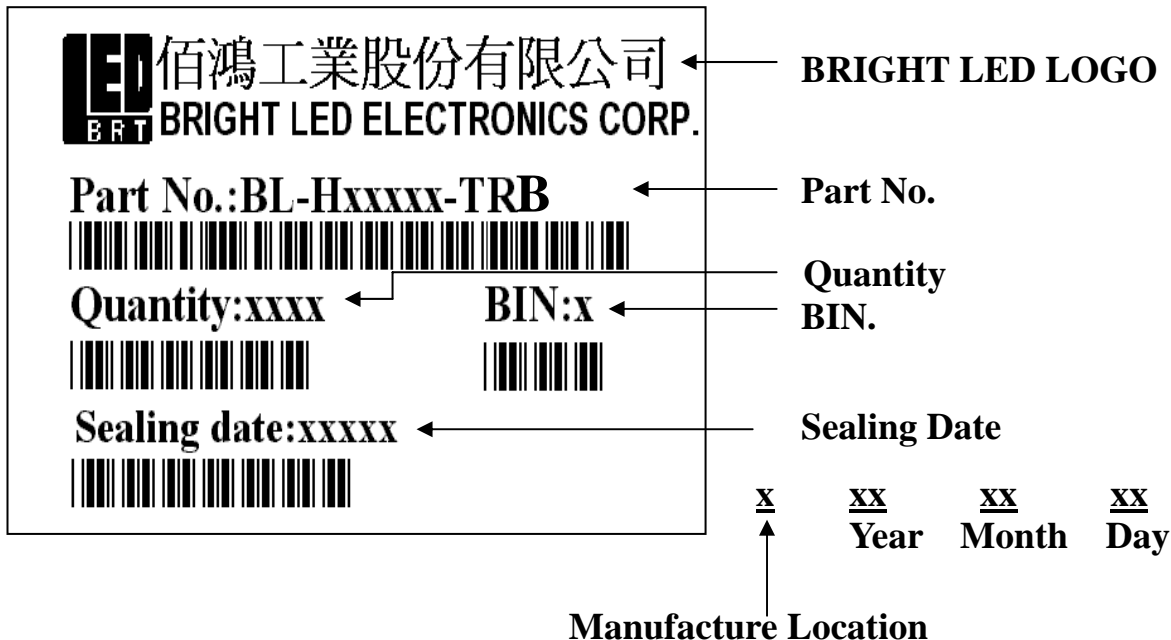 LED
BRT
佰鴻工業股份有限公司
BRIGHT LED ELECTRONICS CORP.
BRIGHT LED LOGO
Part No.:BL-Hxxxxx-TRB
Part No.
Quantity:xxxx
BIN:x
Quantity
BIN.
Sealing date:xxxxx
Sealing Date
x xx xx xx
Year Month Day
Manufacture Location